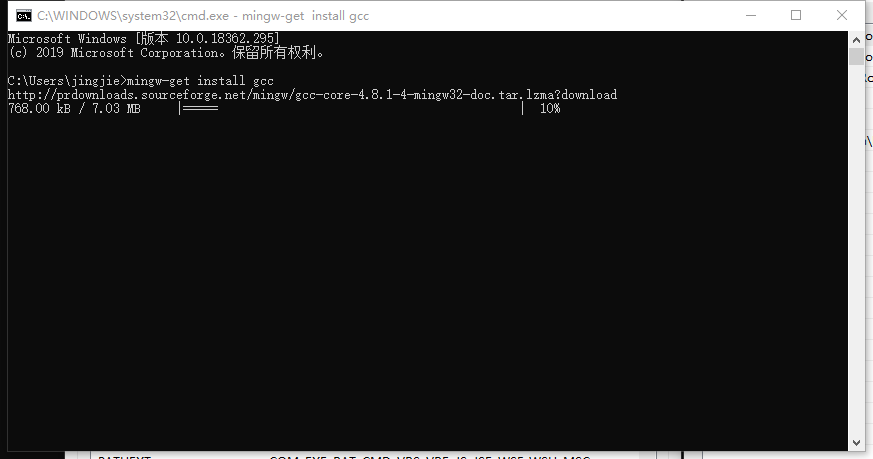 C:\WINDOWS\system32\cmd.exe - mingw-get  install gcc
Microsoft Windows [版本 10.0.18362.295]
(c) 2019 Microsoft Corporation。保留所有权利。
C:\Users\jingjie>mingw-get install gcc
http://prdownloads.sourceforge.net/mingw/gcc-core-4.8.1-4-mingw32-doc.tar.lzma?download
768.00 kB / 7.03 MB     |=====                                          |  10%